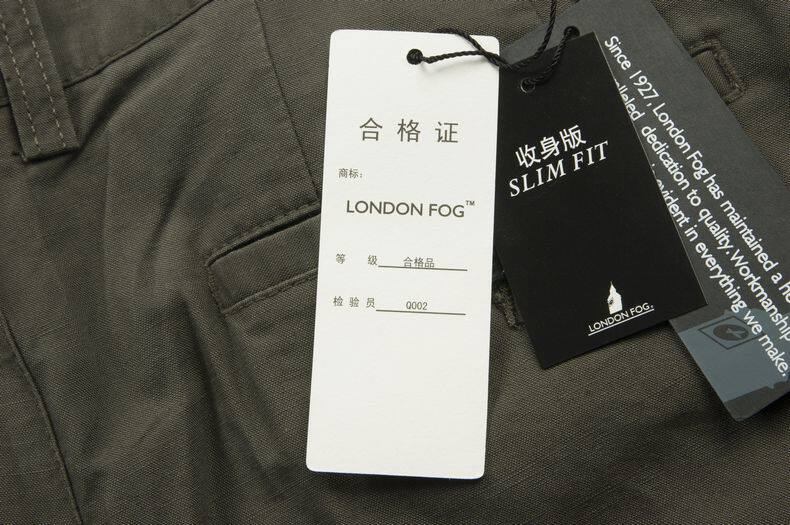 合格证
商标:
LONDON FOG™
等 级 合格品
检 验 员 Q002
收身版
SLIM FIT
LONDON FOG®
Since 1927, London Fog has maintained a
dedication to quality. Workmanship
evident in everything we make.